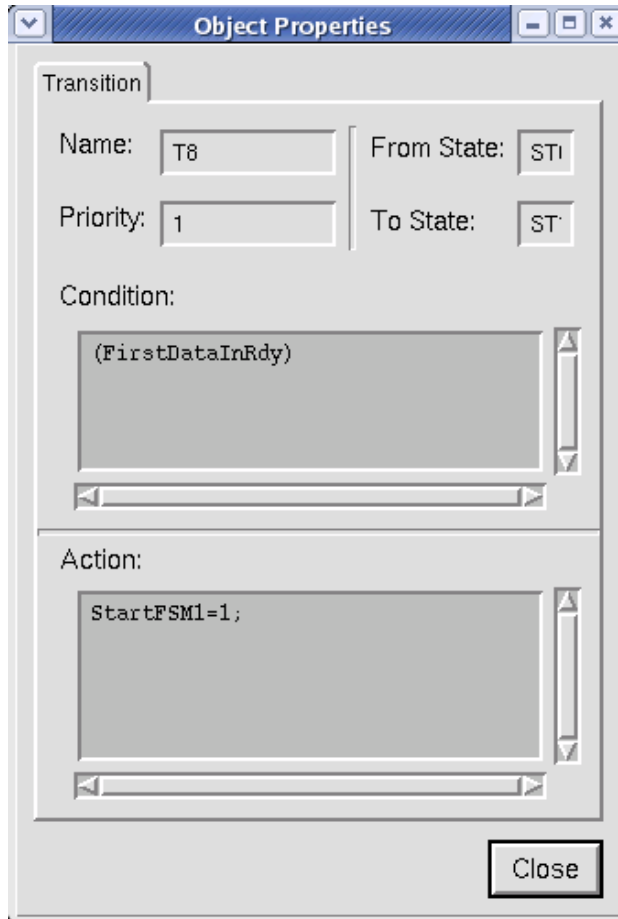 Object Properties
Transition
Name: T8
From State:
Priority: 1
To State:
Condition:
(FirstDataInRdy)
Action:
StartFSM1=1;
Close